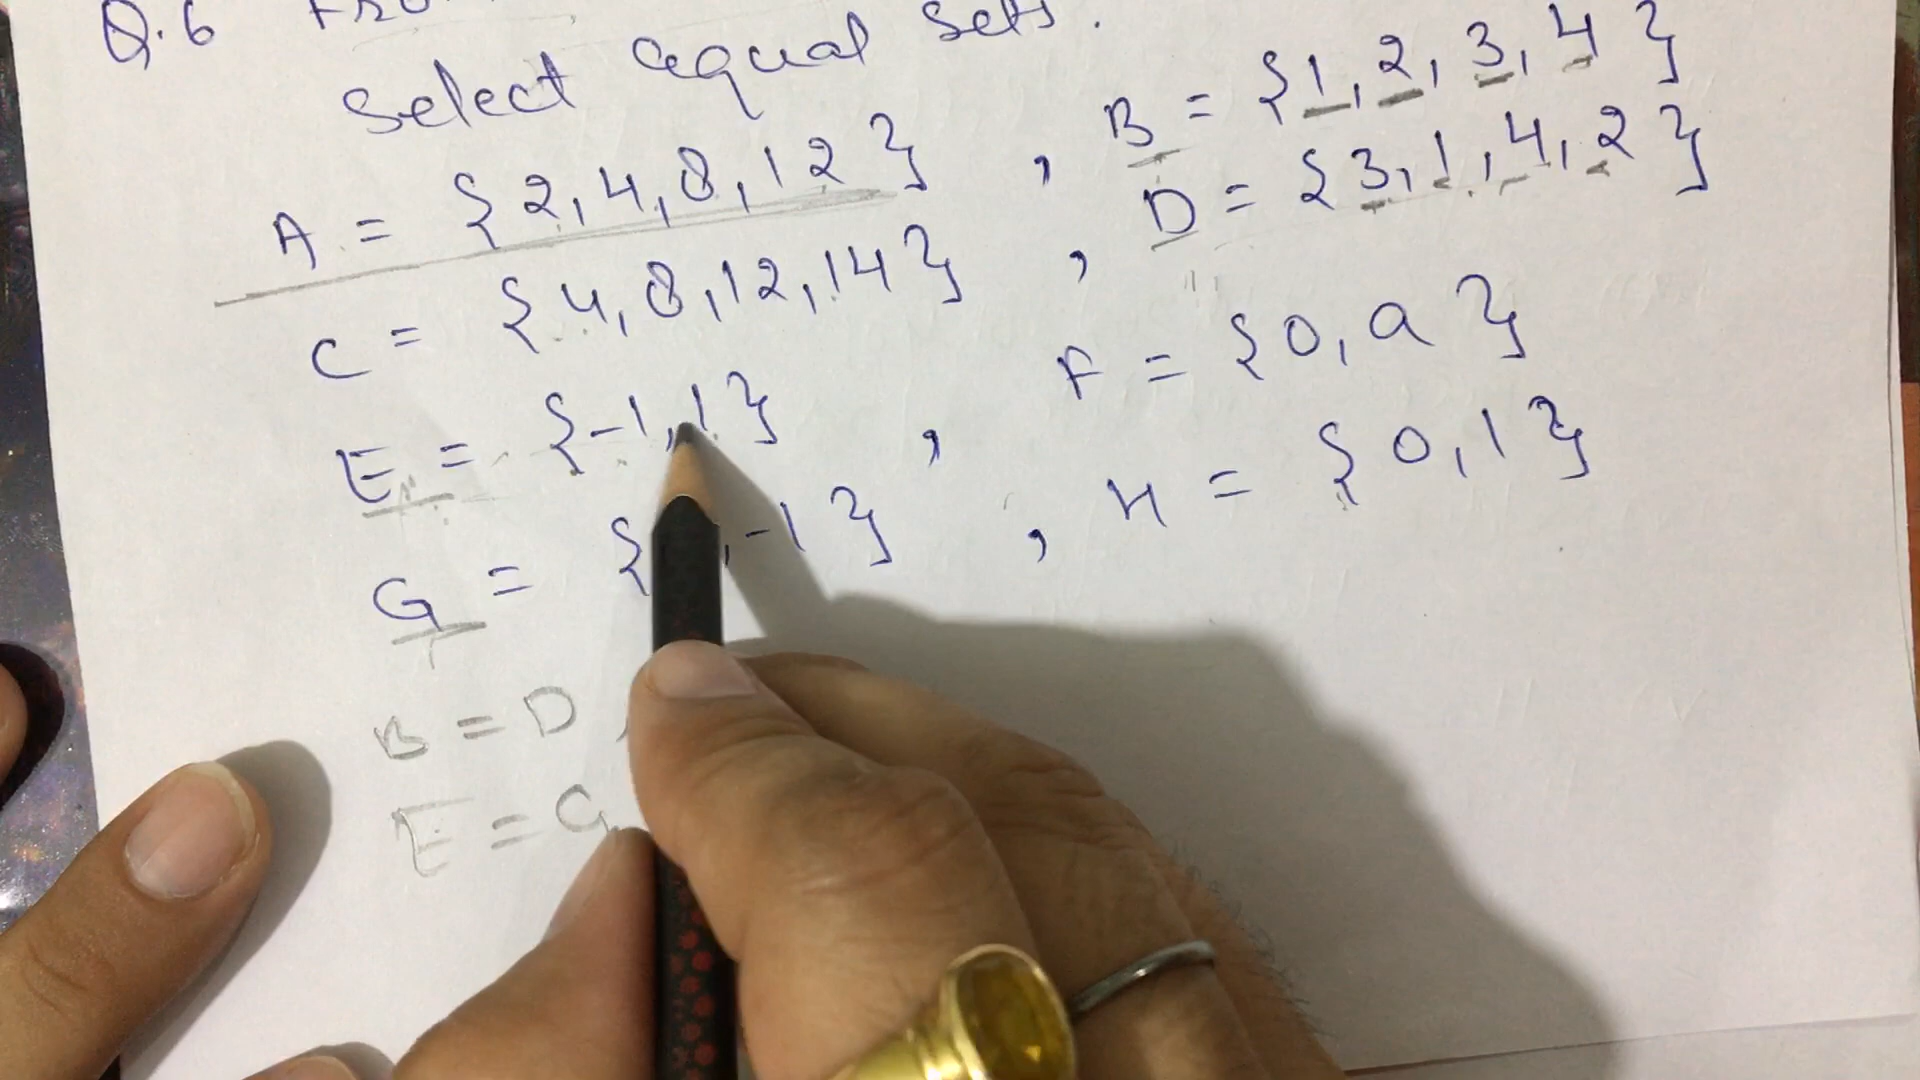 Q.6
Select equal sets.
A = {2,4,8,12} , B = {1,2,3,4}
C = {4,8,12,14} , D = {3,1,4,2}
E = {-1,1} , F = {0,a}
G = { ,-1} , H = {0,1}
B = D ,
E = G